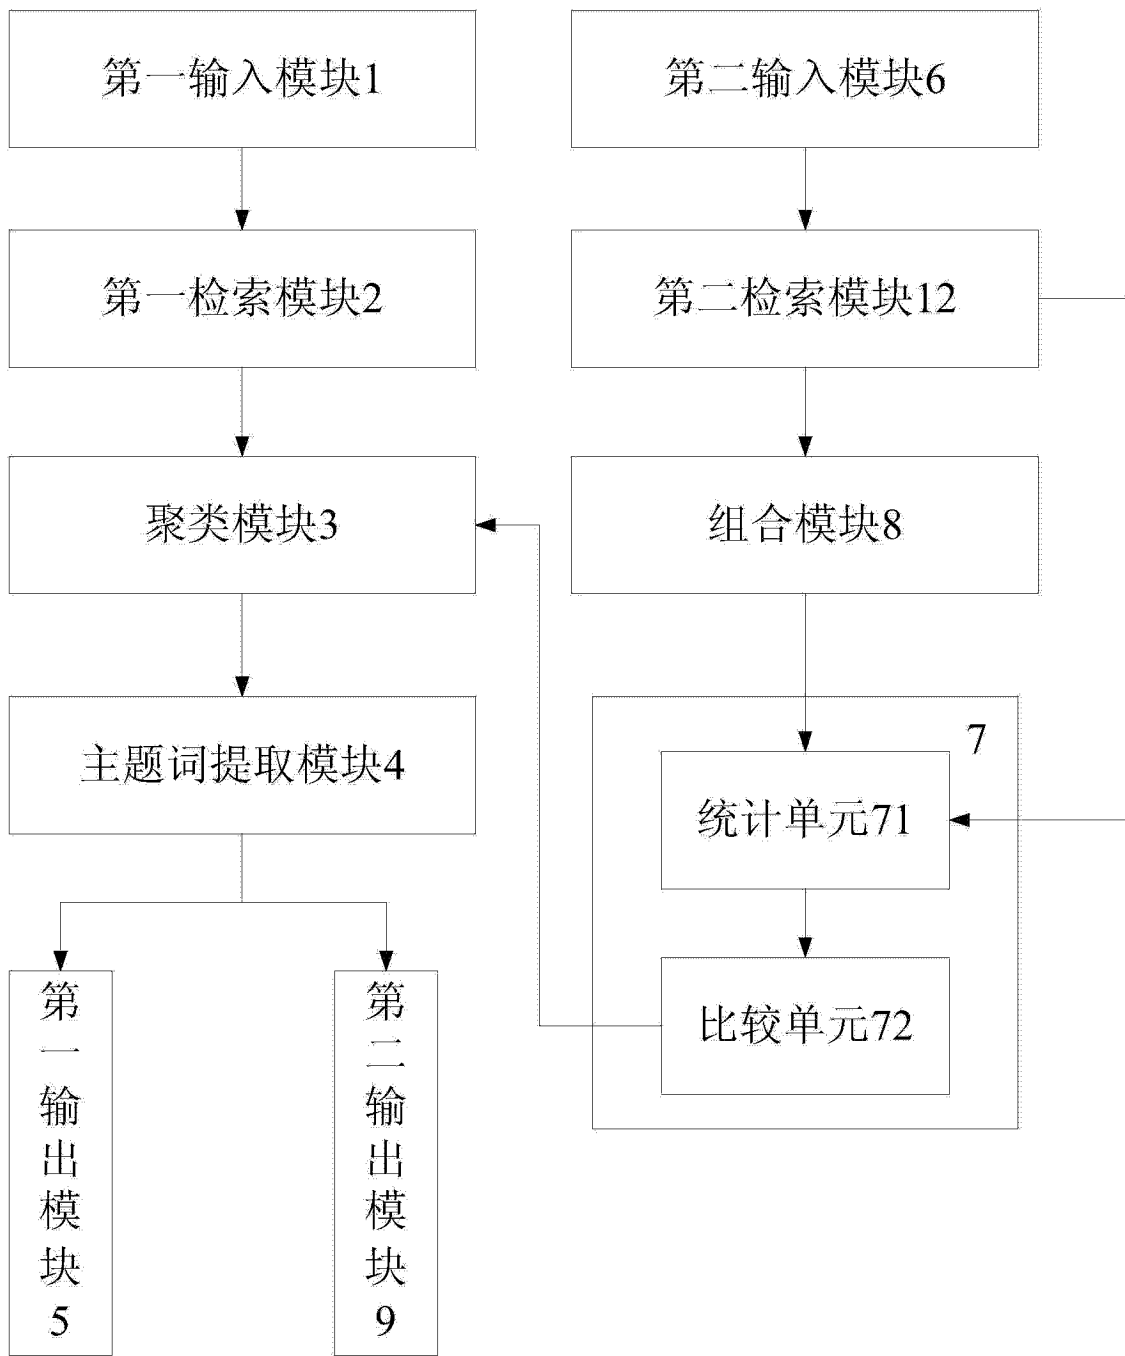 第一输入模块1
第二输入模块6
第一检索模块2
第二检索模块12
聚类模块3
组合模块8
主题词提取模块4
7
统计单元71
比较单元72
第一输出模块5
第二输出模块9